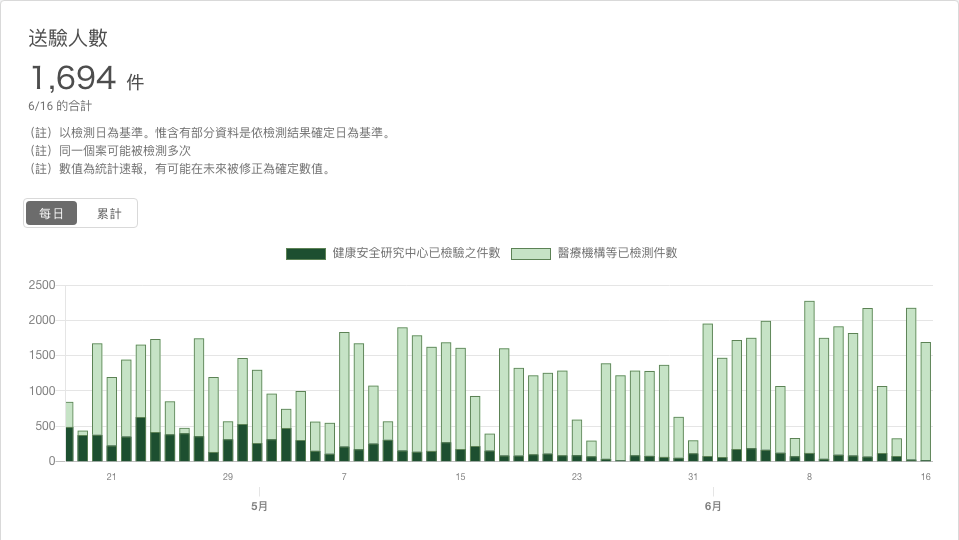 送驗人數
1,694 件
6/16 的合計
（註）以檢測日為基準。惟含有部分資料是依檢測結果確定日為基準。
（註）同一個案可能被檢測多次
（註）數值為統計速報，有可能在未來被修正為確定數值。
每日 累計
健康安全研究中心已檢驗之件數 醫療機構等已檢測件數
2500
2000
1500
1000
500
0
21 29 7 15 23 31 8 16
5月 6月